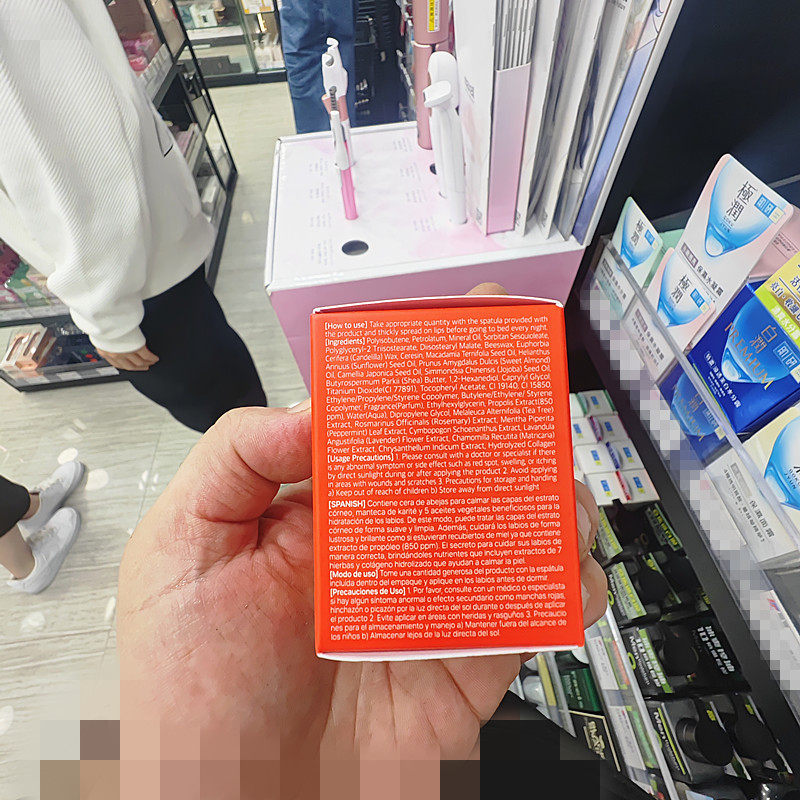 [How to use] Take appropriate quantity with the spatula provided with
the product and thickly spread on lips before going to bed every night.
[Ingredients] Polyisobutene, Petrolatum, Mineral Oil, Sorbitan Sesquioleate,
Polyglyceryl-2 Triisostearate, Diisostearyl Malate, Beeswax, Euphorbia
Cerifera (Candelilla) Wax, Ceresin, Macadamia Ternifolia Seed Oil, Helianthus
Annuus (Sunflower) Seed Oil, Prunus Amygdalus Dulcis (Sweet Almond)
Oil, Camellia Japonica Seed Oil, Simmondsia Chinensis (Jojoba) Seed Oil,
Butyrospermum Parkii (Shea) Butter, 1,2-Hexanediol, Caprylyl Glycol,
Titanium Dioxide(CI 77891), Tocopheryl Acetate, CI 19140, CI 15850,
Ethylene/Propylene/Styrene Copolymer, Butylene/Ethylene/ Styrene
Copolymer, Fragrance(Parfum), Ethylhexylglycerin, Propolis Extract(850
ppm), Water(Aqua), Dipropylene Glycol, Melaleuca Alternifolia (Tea Tree)
Extract, Rosmarinus Officinalis (Rosemary) Extract, Mentha Piperita
(Peppermint) Leaf Extract, Cymbopogon Schoenanthus Extract, Lavandula
Angustifolia (Lavender) Flower Extract, Chamomilla Recutita (Matricaria)
Flower Extract, Chrysanthellum Indicum Extract, Hydrolyzed Collagen
[Usage Precautions] 1. Please consult with a doctor or specialist if there
is any abnormal symptom or side effect such as red spot, swelling, or itching
by direct sunlight during or after applying the product 2. Avoid applying
in areas with wounds and scratches 3. Precautions for storage and handling
a) Keep out of reach of children b) Store away from direct sunlight
[SPANISH] Contiene cera de abejas para calmar las capas del estrato
córneo, manteca de karité y 5 aceites vegetales beneficiosos para la
hidratación de los labios. De este modo, puede tratar las capas del estrato
córneo de forma suave y limpia. Además, cuidará los labios de forma
lustrosa y brillante como si estuvieran recubiertos de miel ya que contiene
extracto de propóleo (850 ppm). El secreto para cuidar sus labios de
manera correcta, brindándoles nutrientes que incluyen extractos de 7
hierbas y colágeno hidrolizado que ayudan a calmar la piel.
[Modo de uso] Tome una cantidad generosa del producto con la espátula
incluida dentro del empaque y aplique en los labios antes de dormir.
[Precauciones de Uso] 1. Por favor, consulte con un médico o especialista
si hay algún síntoma anormal o efecto secundario como manchas rojas,
hinchazón o picazón por la luz directa del sol durante o después de aplicar
el producto 2. Evite aplicar en áreas con heridas y rasguños 3. Precaucio
nes para el almacenamiento y manejo a) Mantener fuera del alcance de
los niños b) Almacenar lejos de la luz directa del sol.
極潤
肌研
極潤
極潤
白潤
PREMIUM